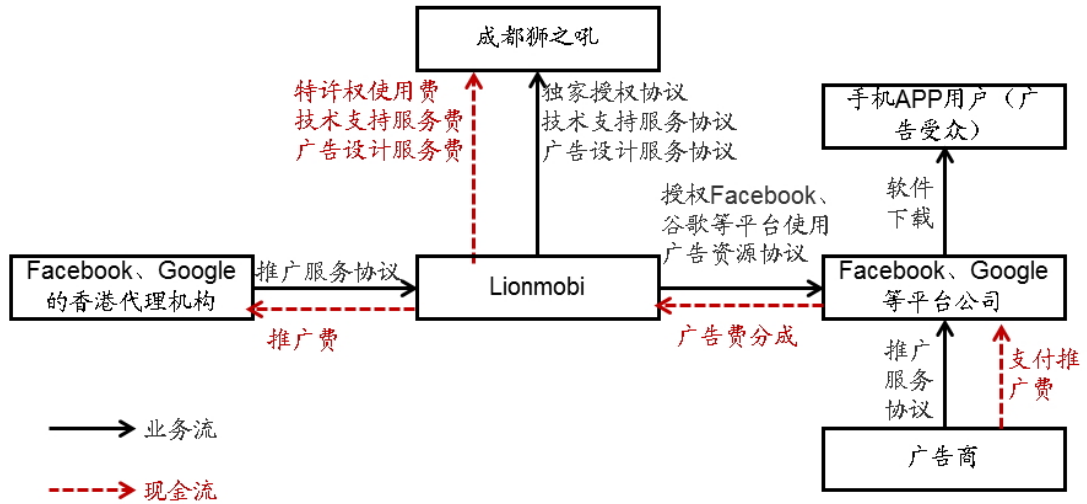 成都狮之吼
特许权使用费
技术支持服务费
广告设计服务费
独家授权协议
技术支持服务协议
广告设计服务协议
手机APP用户（广
告受众）
软件
下载
授权Facebook、
谷歌等平台使用
广告资源协议
Facebook、Google
的香港代理机构
推广服务协议
推广费
Lionmobi
广告费分成
Facebook、Google
等平台公司
推广
服务
协议
支付推
广费
广告商
业务流
现金流